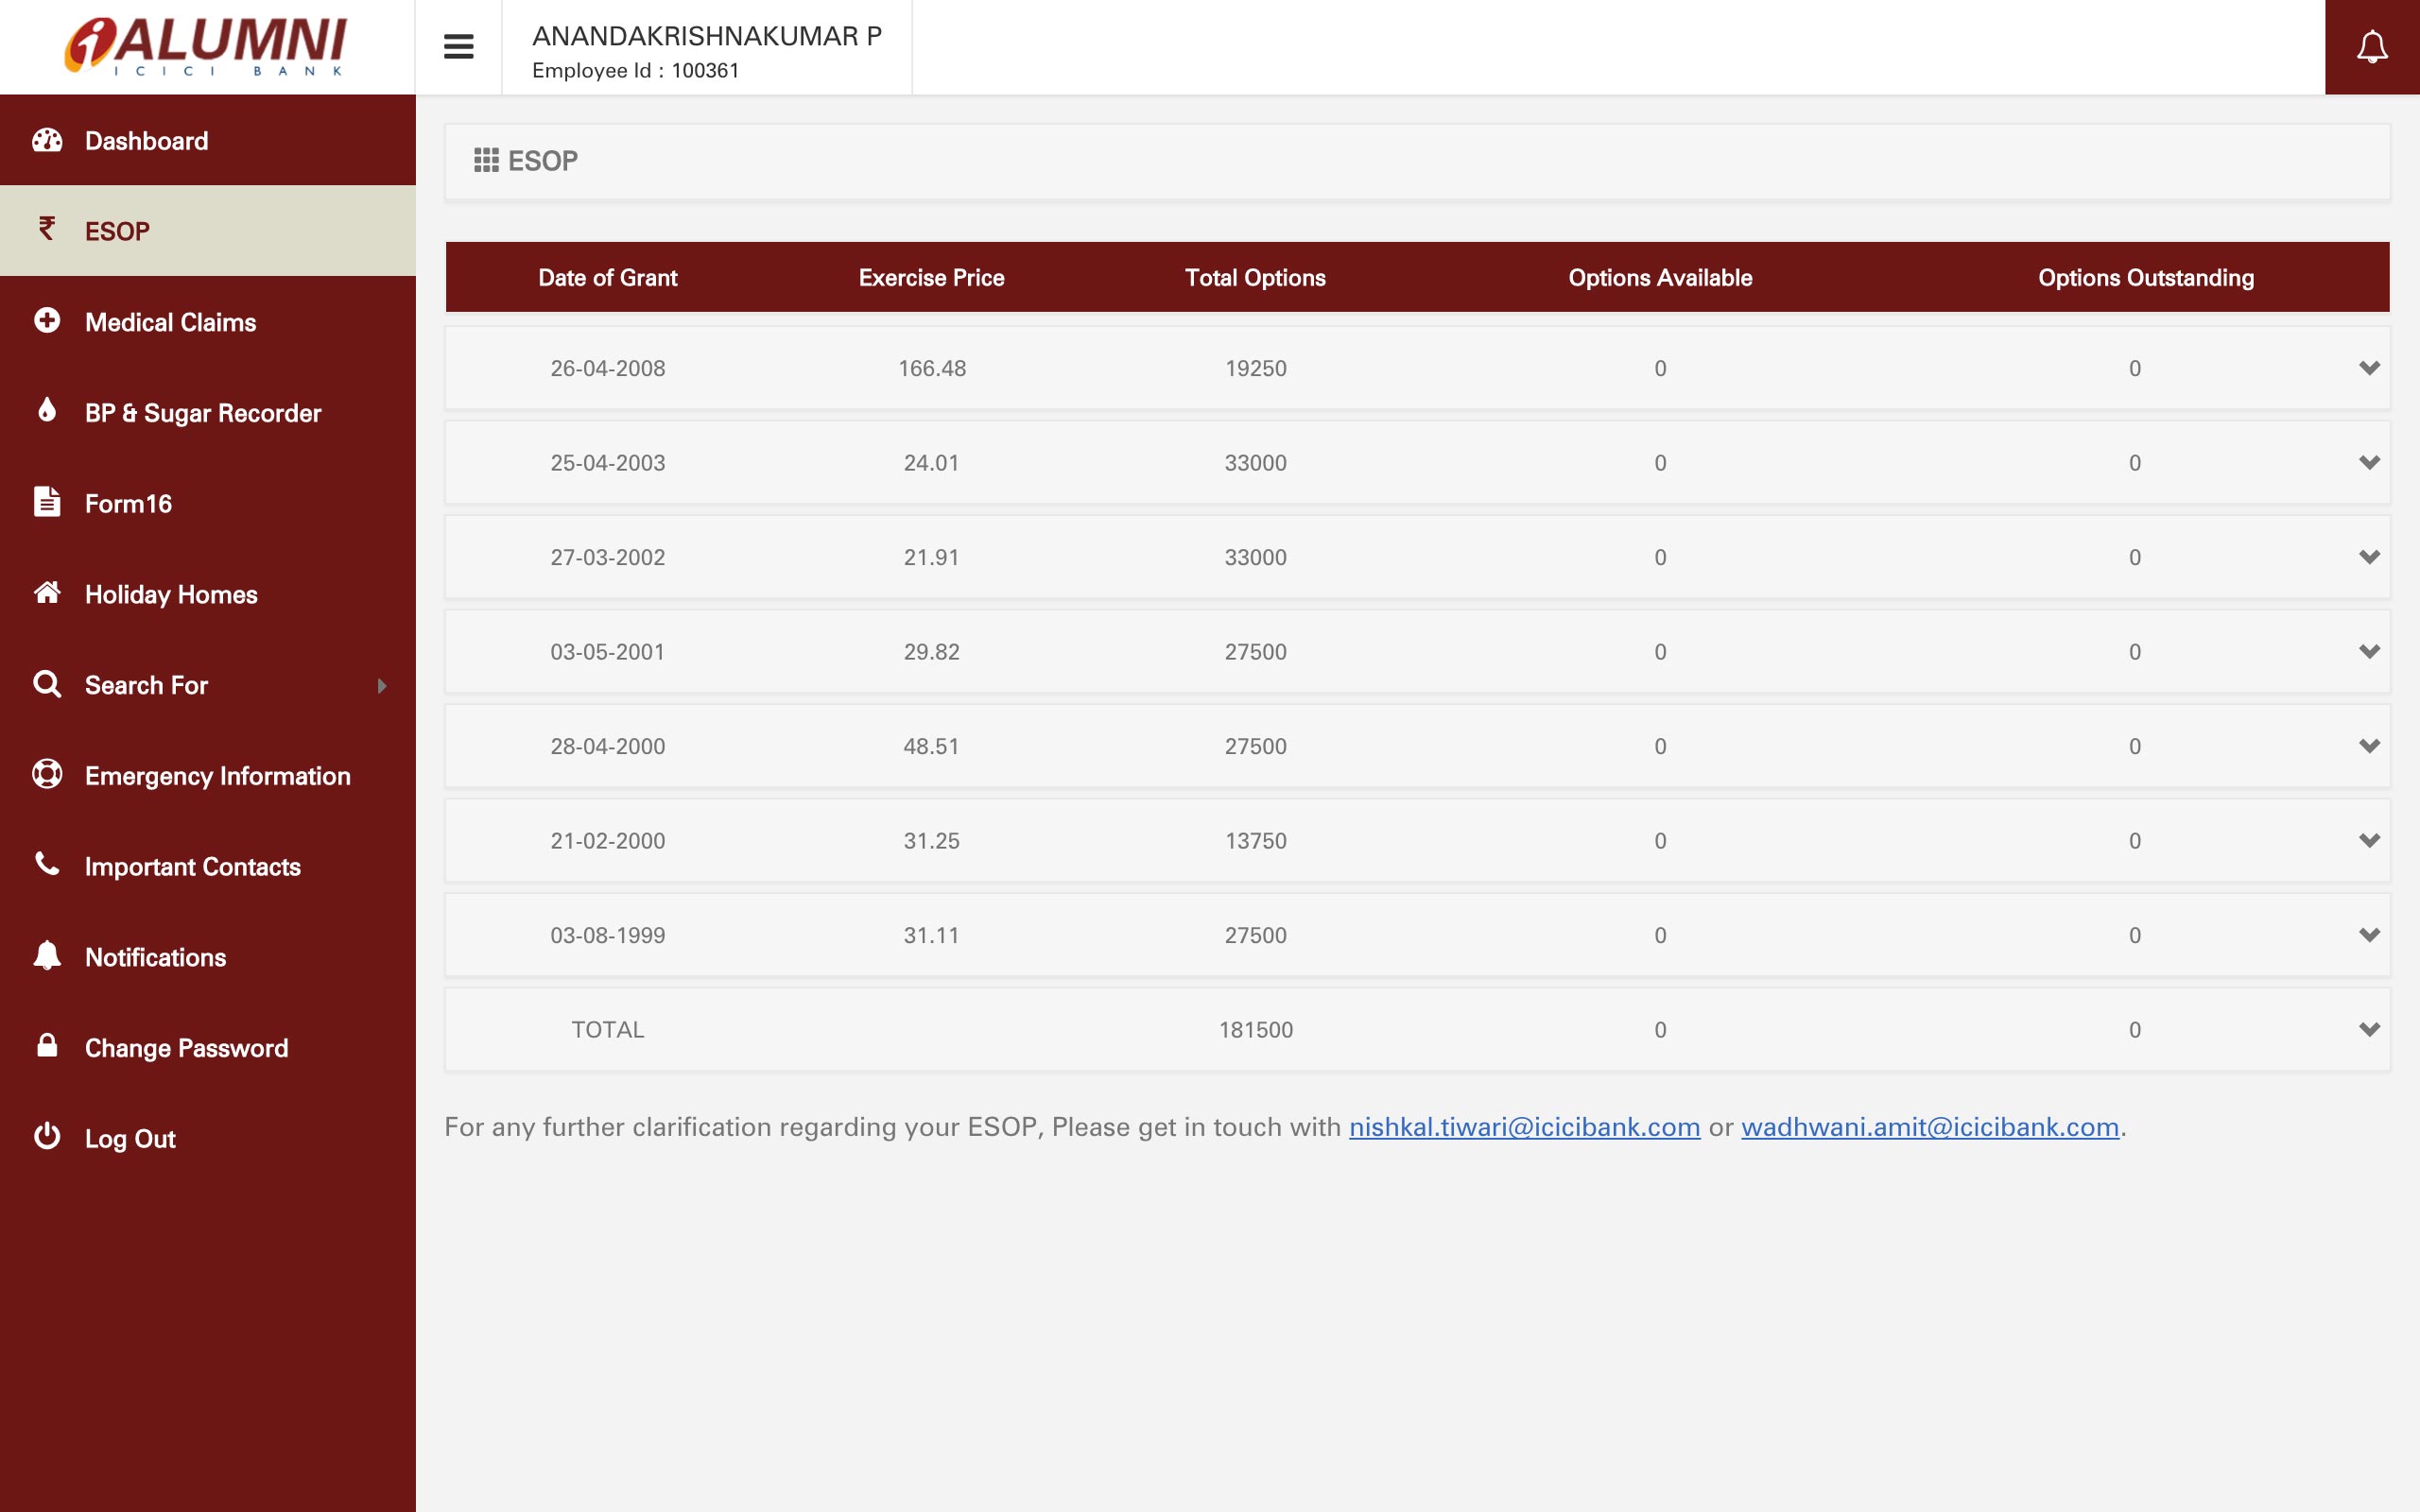 iALUMNI
ICICI BANK
ANANDAKRISHNAKUMAR P
Employee Id : 100361
Dashboard
ESOP
Medical Claims
BP & Sugar Recorder
Form16
Holiday Homes
Search For
Emergency Information
Important Contacts
Notifications
Change Password
Log Out
ESOP
Date of Grant Exercise Price Total Options Options Available Options Outstanding
26-04-2008 166.48 19250 0 0
25-04-2003 24.01 33000 0 0
27-03-2002 21.91 33000 0 0
03-05-2001 29.82 27500 0 0
28-04-2000 48.51 27500 0 0
21-02-2000 31.25 13750 0 0
03-08-1999 31.11 27500 0 0
TOTAL 181500 0 0
For any further clarification regarding your ESOP, Please get in touch with nishkal.tiwari@icicibank.com or wadhwani.amit@icicibank.com.